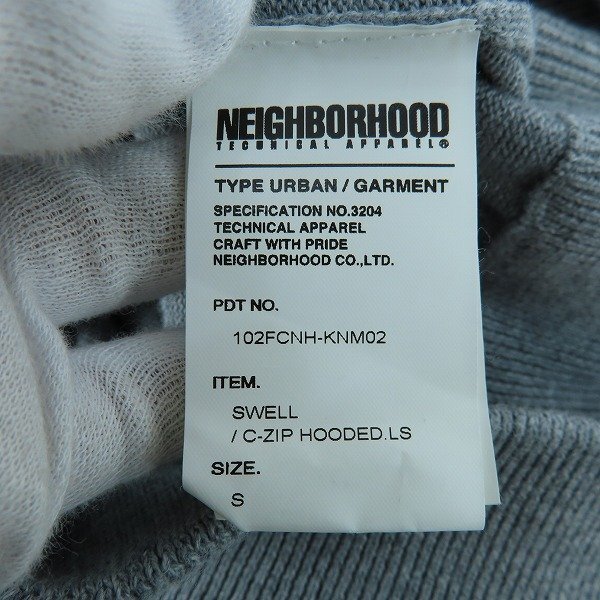 NEIGHBORHOOD
TECHNICAL APPAREL®
TYPE URBAN / GARMENT
SPECIFICATION NO.3204
TECHNICAL APPAREL
CRAFT WITH PRIDE
NEIGHBORHOOD CO.,LTD.
PDT NO.
102FCNH-KNM02
ITEM.
SWELL
/ C-ZIP HOODED.LS
SIZE.
S